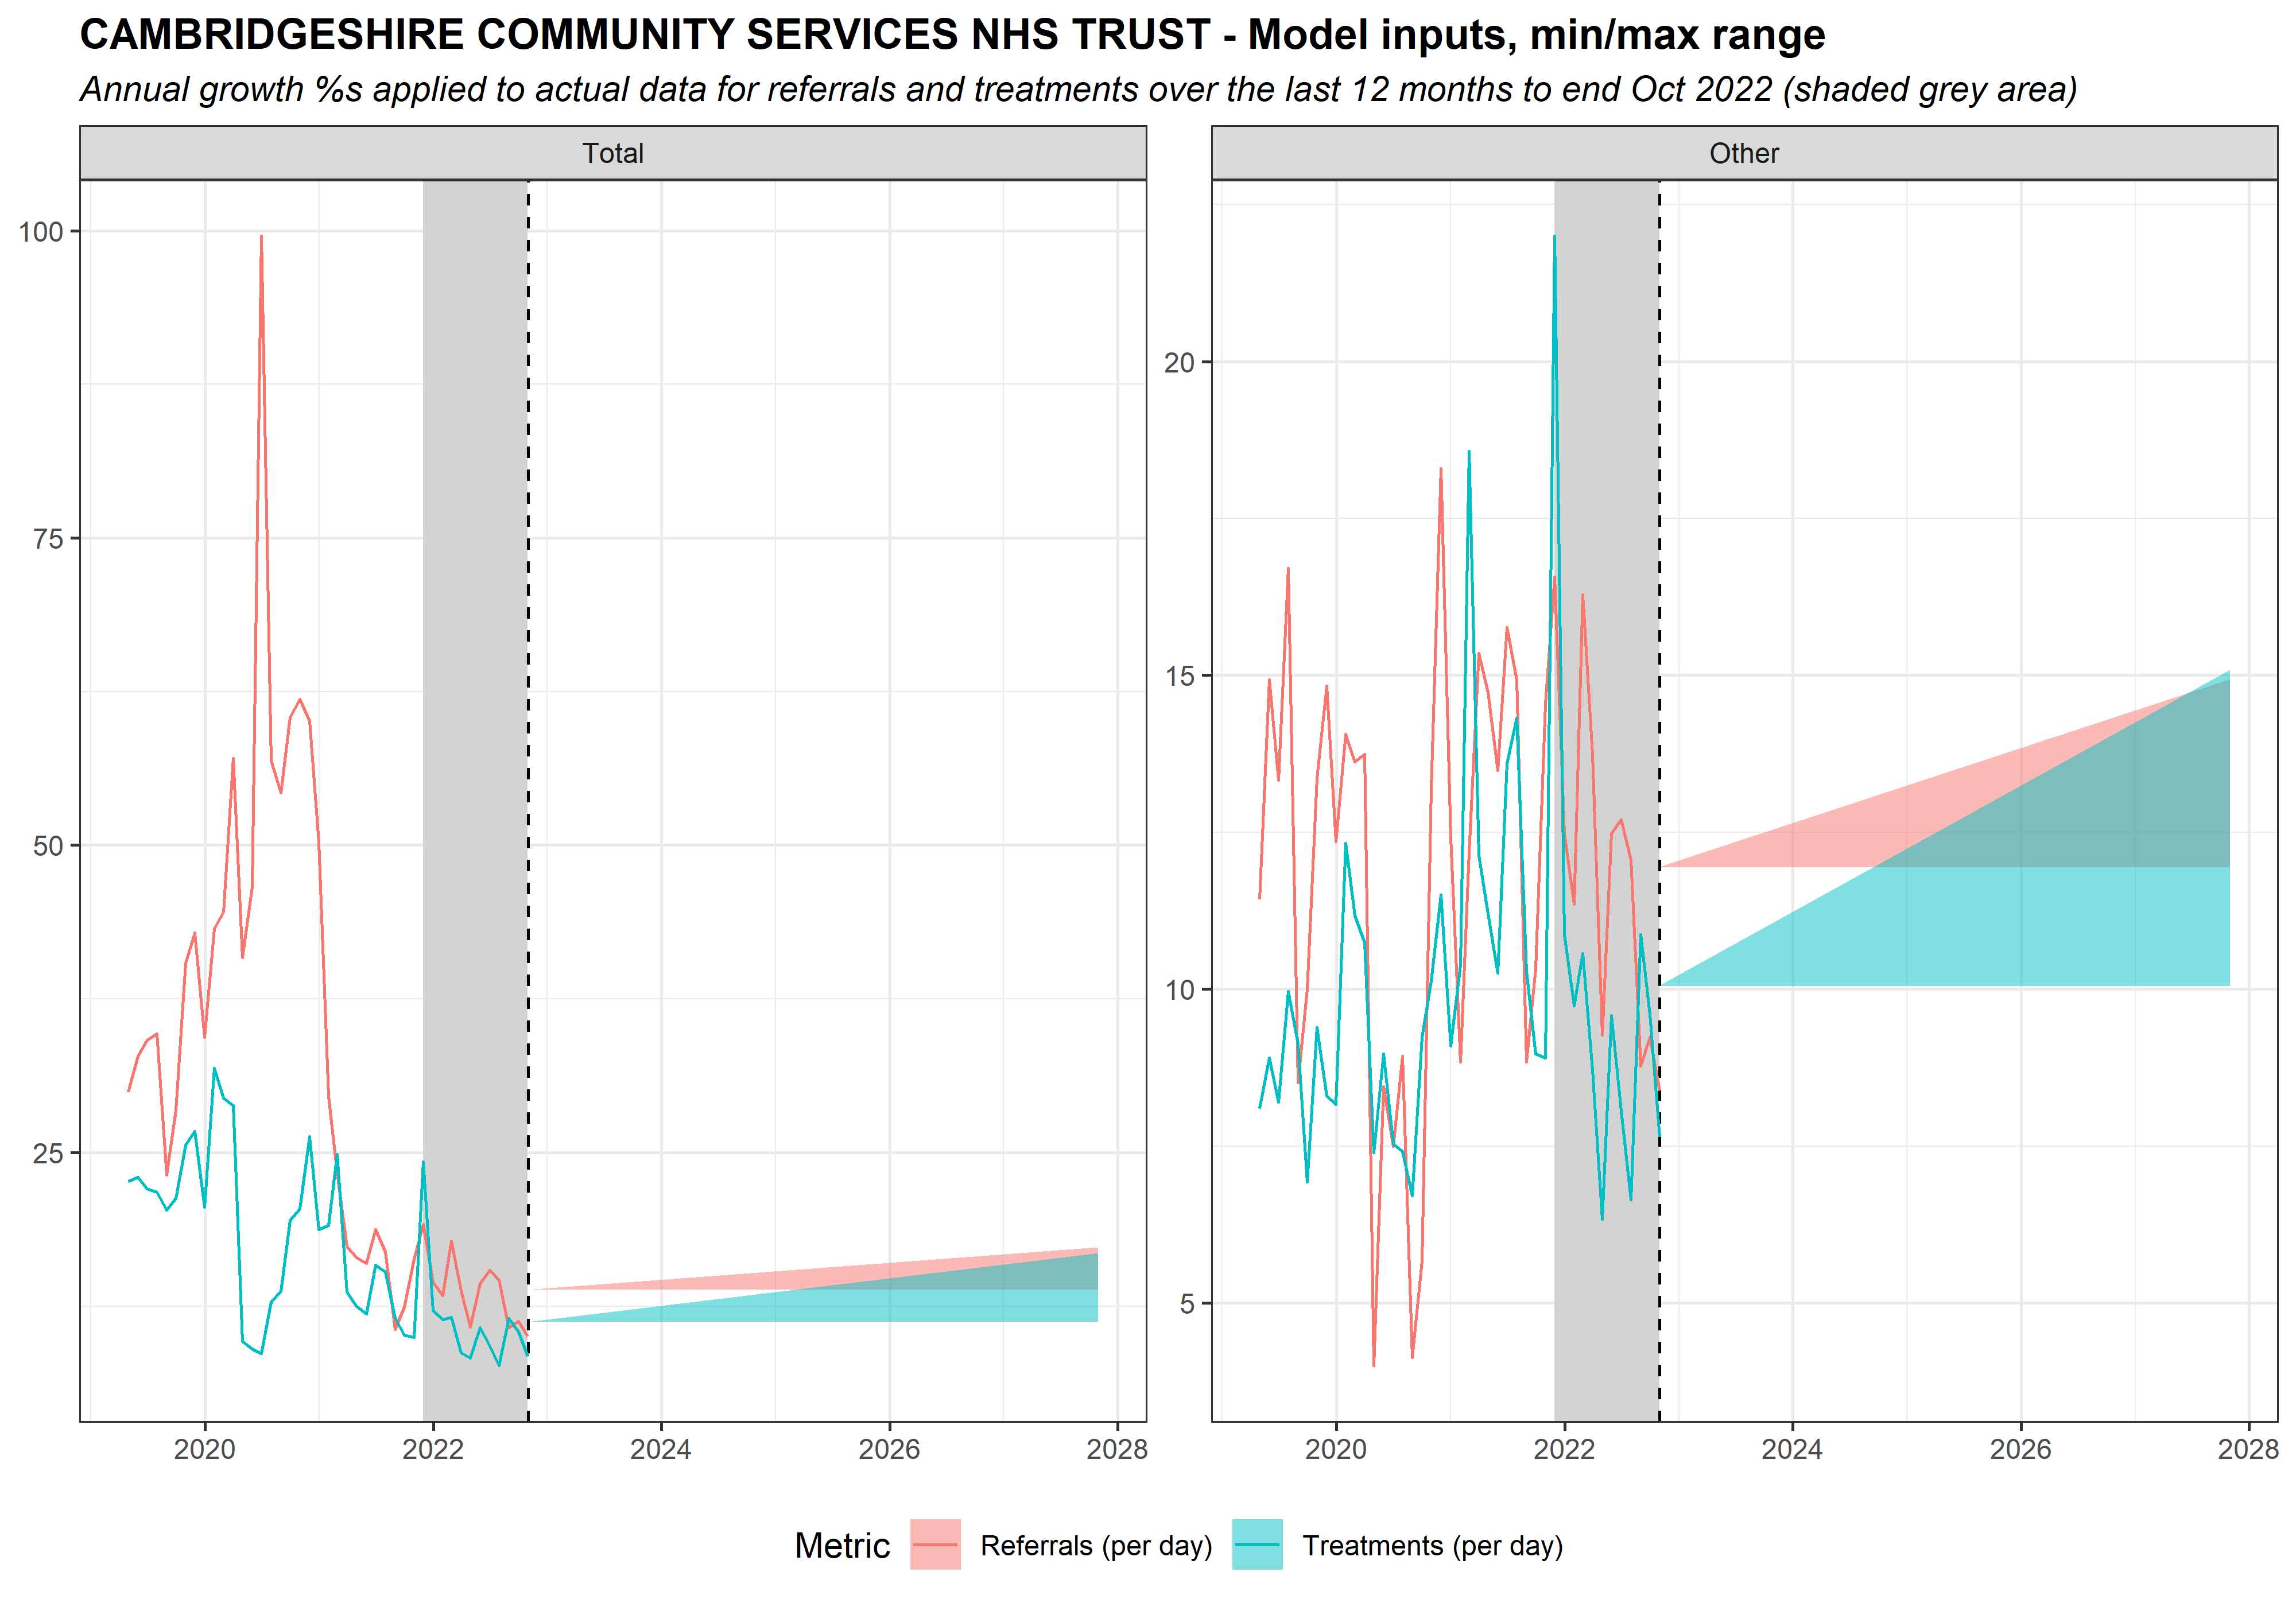 CAMBRIDGESHIRE COMMUNITY SERVICES NHS TRUST - Model inputs, min/max range
Annual growth %s applied to actual data for referrals and treatments over the last 12 months to end Oct 2022 (shaded grey area)
Total
100
75
50
25
2020 2022 2024 2026 2028
Other
20
15
10
5
2020 2022 2024 2026 2028
Metric Referrals (per day) Treatments (per day)